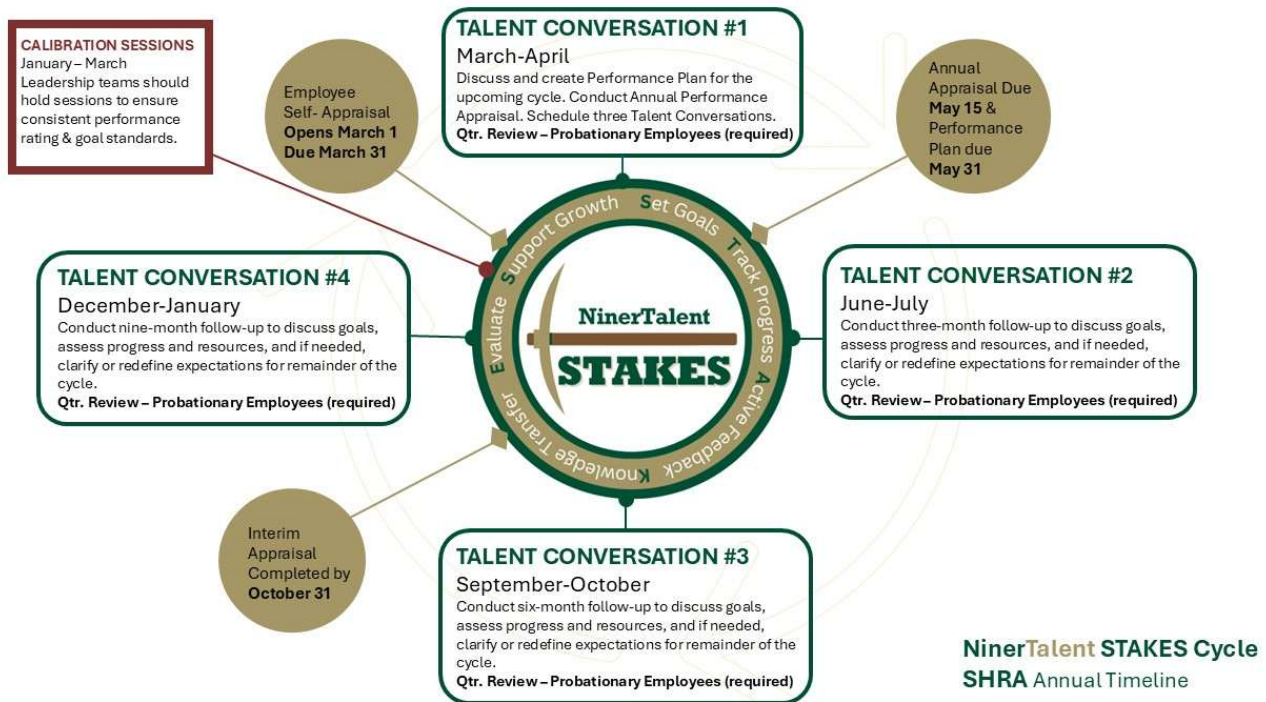 CALIBRATION SESSIONS
January – March
Leadership teams should
hold sessions to ensure
consistent performance
rating & goal standards.
Employee
Self- Appraisal
Opens March 1
Due March 31
TALENT CONVERSATION #1
March-April
Discuss and create Performance Plan for the
upcoming cycle. Conduct Annual Performance
Appraisal. Schedule three Talent Conversations.
Qtr. Review – Probationary Employees (required)
Annual
Appraisal Due
May 15 &
Performance
Plan due
May 31
TALENT CONVERSATION #4
December-January
Conduct nine-month follow-up to discuss goals,
assess progress and resources, and if needed,
clarify or redefine expectations for remainder of the
cycle.
Qtr. Review – Probationary Employees (required)
Set Goals
Track Progress
Active Feedback
Knowledge Transfer
Evaluate
Support Growth
NinerTalent
STAKES
TALENT CONVERSATION #2
June-July
Conduct three-month follow-up to discuss goals,
assess progress and resources, and if needed,
clarify or redefine expectations for remainder of the
cycle.
Qtr. Review – Probationary Employees (required)
Interim
Appraisal
Completed by
October 31
TALENT CONVERSATION #3
September-October
Conduct six-month follow-up to discuss goals,
assess progress and resources, and if needed,
clarify or redefine expectations for remainder of the
cycle.
Qtr. Review – Probationary Employees (required)
NinerTalent STAKES Cycle
SHRA Annual Timeline